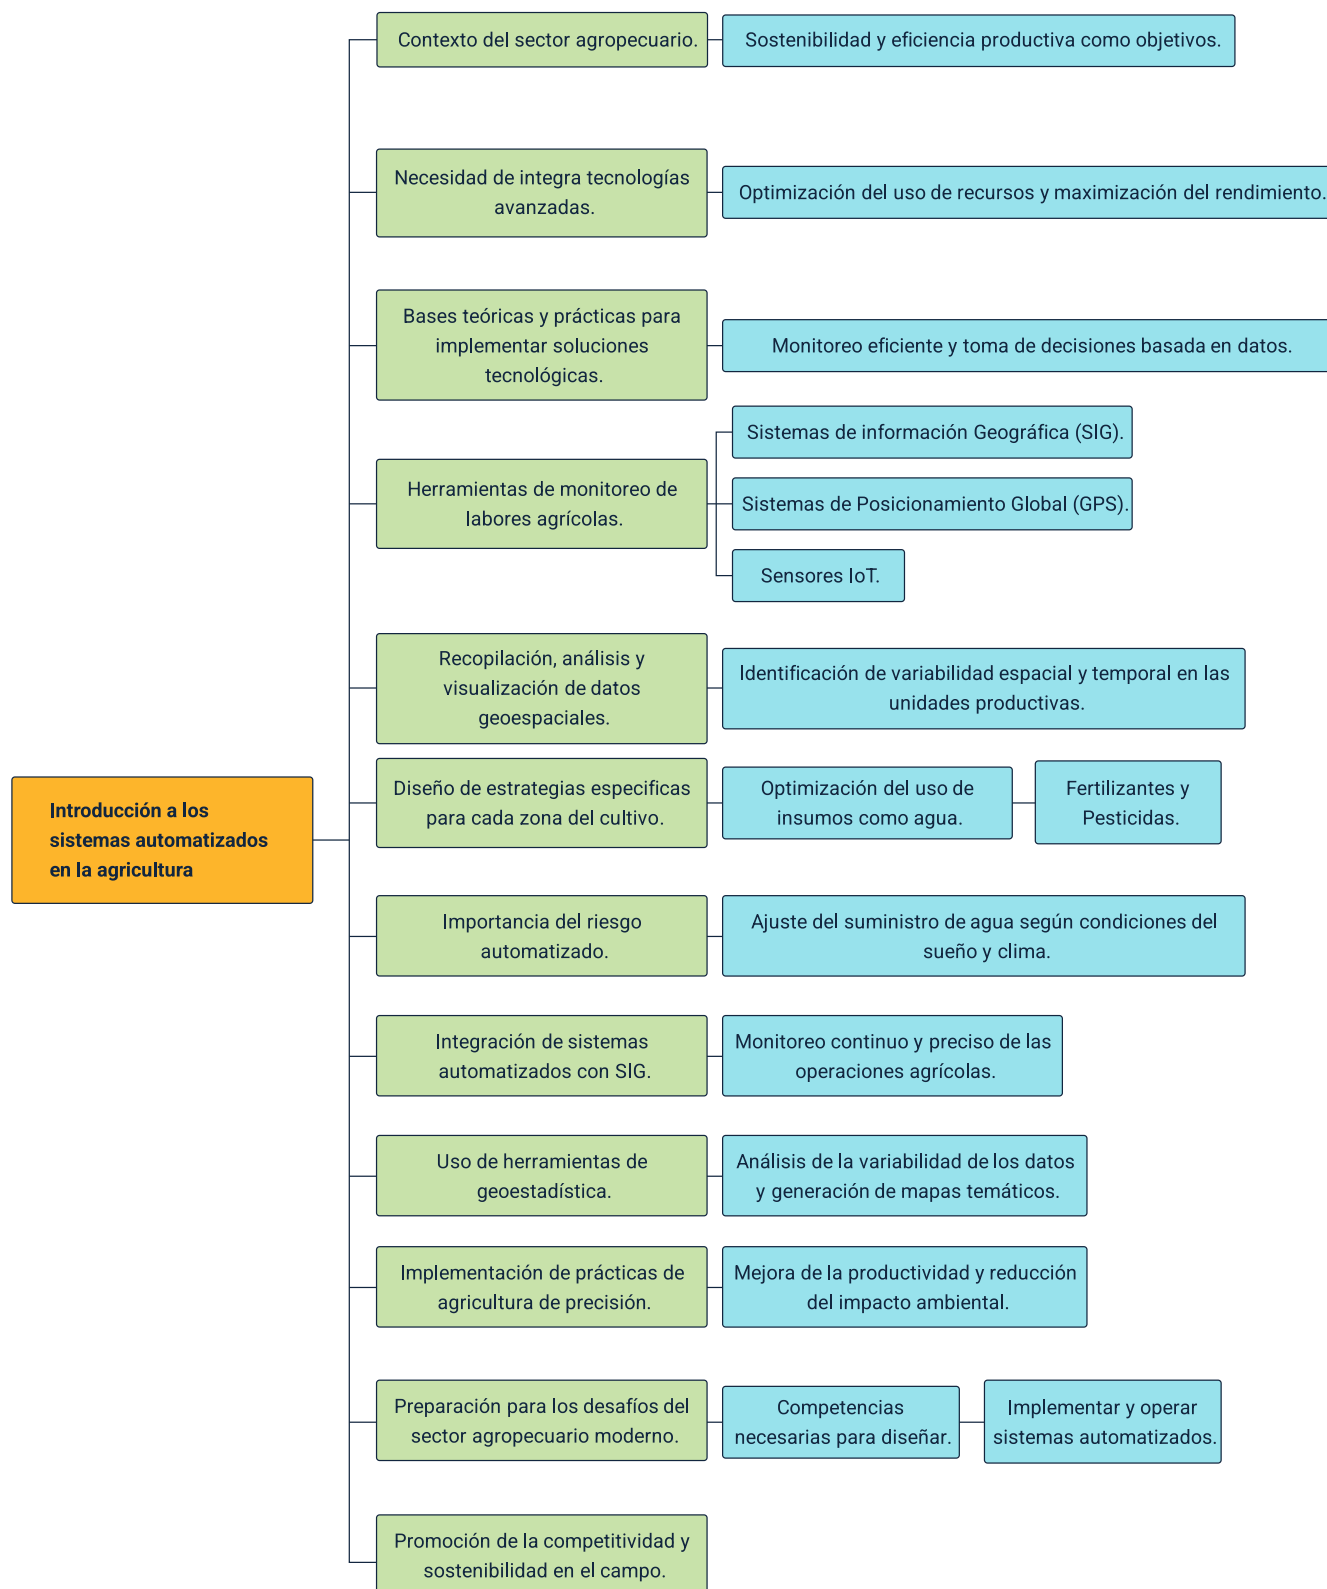 Contexto del sector agropecuario.
Sostenibilidad y eficiencia productiva como objetivos.
Necesidad de integra tecnologías
avanzadas.
Optimización del uso de recursos y maximización del rendimiento.
Bases teóricas y prácticas para
implementar soluciones
tecnológicas.
Monitoreo eficiente y toma de decisiones basada en datos.
Herramientas de monitoreo de
labores agrícolas.
Sistemas de información Geográfica (SIG).
Sistemas de Posicionamiento Global (GPS).
Sensores IoT.
Recopilación, análisis y
visualización de datos
geoespaciales.
Identificación de variabilidad espacial y temporal en las
unidades productivas.
Introducción a los
sistemas automatizados
en la agricultura
Diseño de estrategias especificas
para cada zona del cultivo.
Optimización del uso de
insumos como agua.
Fertilizantes y
Pesticidas.
Importancia del riesgo
automatizado.
Ajuste del suministro de agua según condiciones del
sueño y clima.
Integración de sistemas
automatizados con SIG.
Monitoreo continuo y preciso de las
operaciones agrícolas.
Uso de herramientas de
geoestadística.
Análisis de la variabilidad de los datos
y generación de mapas temáticos.
Implementación de prácticas de
agricultura de precisión.
Mejora de la productividad y reducción
del impacto ambiental.
Preparación para los desafíos del
sector agropecuario moderno.
Competencias
necesarias para diseñar.
Implementar y operar
sistemas automatizados.
Promoción de la competitividad y
sostenibilidad en el campo.